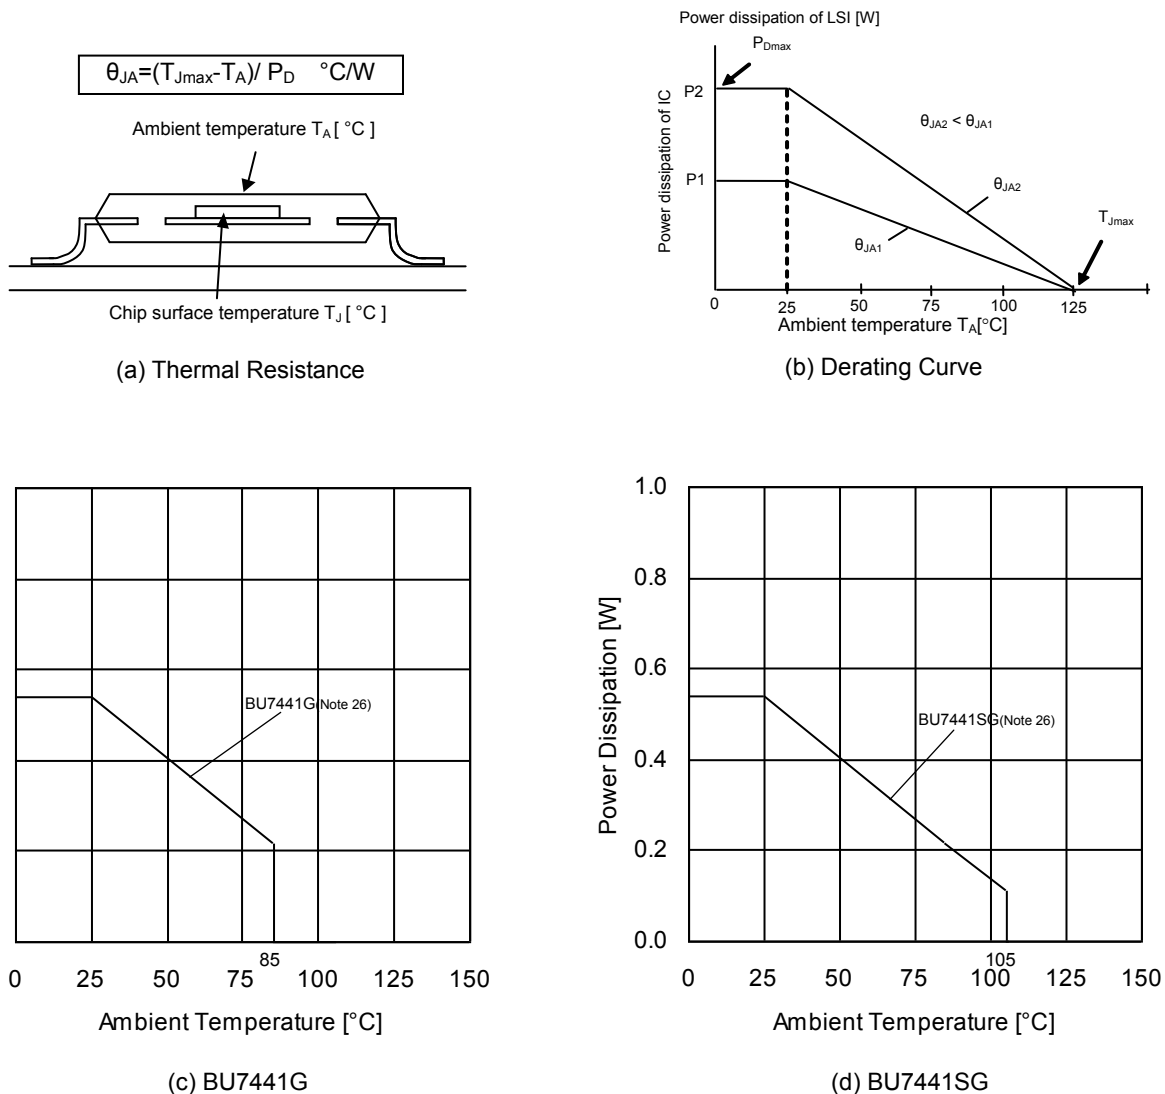 θJA=(TJmax-TA)/ PD °C/W
Ambient temperature TA [ °C ]
Chip surface temperature TJ [ °C ]
(a) Thermal Resistance
Power dissipation of LSI [W]
PDmax
Power dissipation of IC
P2
P1
θJA2 < θJA1
θJA2
θJA1
TJmax
0 25 50 75 100 125
Ambient temperature TA[°C]
(b) Derating Curve
BU7441G(Note 26)
85
0 25 50 75 100 125 150
Ambient Temperature [°C]
(c) BU7441G
Power Dissipation [W]
1.0
0.8
0.6
0.4
0.2
0.0
BU7441SG(Note 26)
105
0 25 50 75 100 125 150
Ambient Temperature [°C]
(d) BU7441SG